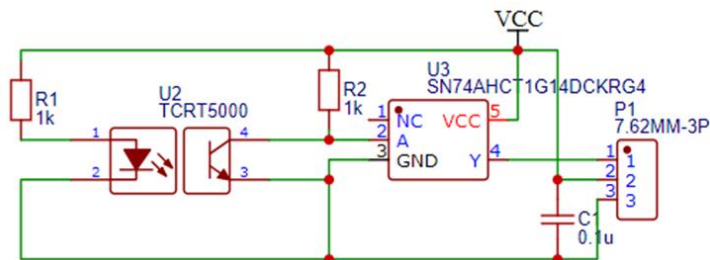 VCC
U3
SN74AHCT1G14DCKRG4
U2
TCRT5000
R1
1k
R2
1k
P1
7.62MM-3P
1 NC VCC 5
2 A
3 GND Y 4
1 4
2 3
1 1
2 2
3 3
C1
0.1u